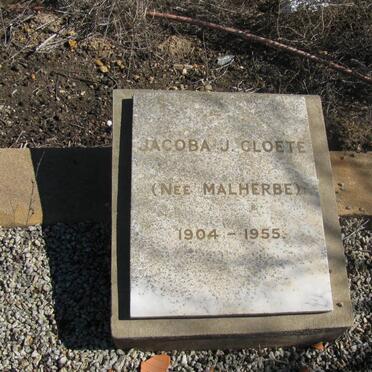 JACOBA J. CLOETE
(NÉE MALHERBE)
1904 - 1955.